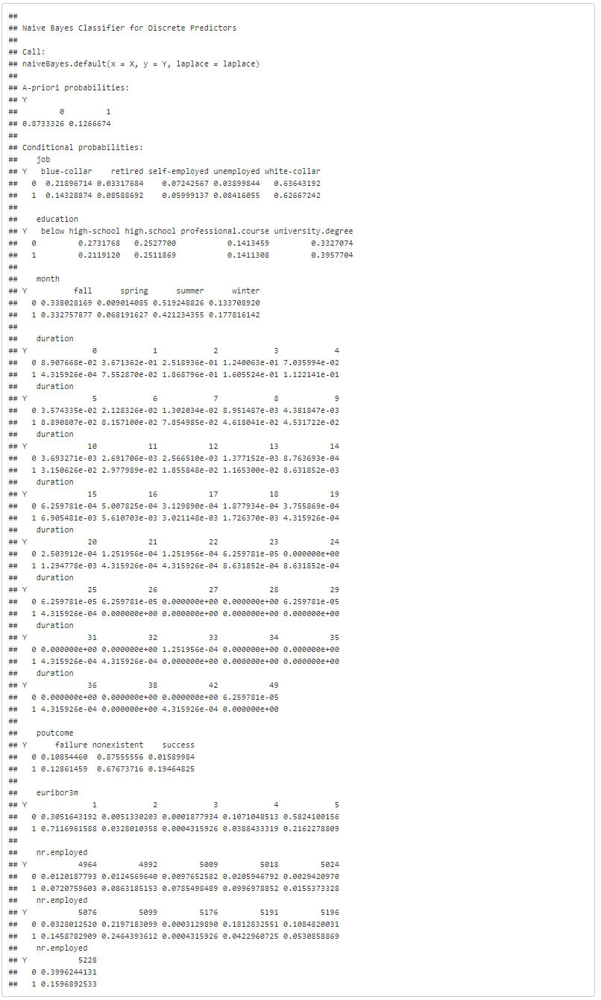 ##
## Naive Bayes Classifier for Discrete Predictors
##
## Call:
## naiveBayes.default(x = X, y = Y, laplace = laplace)
##
## A-priori probabilities:
## Y
##         0         1
## 0.8733326 0.1266674
##
## Conditional probabilities:
##    job
## Y   blue-collar    retired self-employed unemployed white-collar
##   0  0.21896714 0.03317684    0.07242567 0.03899844   0.63643192
##   1  0.14328874 0.08588692    0.05999137 0.08416055   0.62667242
##
##    education
## Y   below high-school high.school professional.course university.degree
##   0         0.2731768   0.2527700           0.1413459         0.3327074
##   1         0.2119120   0.2511869           0.1411308         0.3957704
##
##    month
## Y          fall      spring      summer      winter
##   0 0.338028169 0.009014085 0.519248826 0.133708920
##   1 0.332757877 0.068191627 0.421234355 0.177816142
##
##    duration
## Y              0            1            2            3            4
##   0 8.907668e-02 3.671362e-01 2.518936e-01 1.240063e-01 7.035994e-02
##   1 4.315926e-04 7.552870e-02 1.868796e-01 1.605524e-01 1.122141e-01
##    duration
## Y              5            6            7            8            9
##   0 3.574335e-02 2.128326e-02 1.302034e-02 8.951487e-03 4.381847e-03
##   1 8.890807e-02 8.157100e-02 7.854985e-02 4.618041e-02 4.531722e-02
##    duration
## Y             10           11           12           13           14
##   0 3.693271e-03 2.691706e-03 2.566510e-03 1.377152e-03 8.763693e-04
##   1 3.150626e-02 2.977989e-02 1.855848e-02 1.165300e-02 8.631852e-03
##    duration
## Y             15           16           17           18           19
##   0 6.259781e-04 5.007825e-04 3.129890e-04 1.877934e-04 3.755869e-04
##   1 6.905481e-03 5.610703e-03 3.021148e-03 1.726370e-03 4.315926e-04
##    duration
## Y             20           21           22           23           24
##   0 2.503912e-04 1.251956e-04 1.251956e-04 6.259781e-05 0.000000e+00
##   1 1.294778e-03 4.315926e-04 4.315926e-04 8.631852e-04 8.631852e-04
##    duration
## Y             25           26           27           28           29
##   0 6.259781e-05 6.259781e-05 0.000000e+00 0.000000e+00 6.259781e-05
##   1 4.315926e-04 0.000000e+00 0.000000e+00 0.000000e+00 0.000000e+00
##    duration
## Y             31           32           33           34           35
##   0 0.000000e+00 0.000000e+00 1.251956e-04 0.000000e+00 0.000000e+00
##   1 4.315926e-04 4.315926e-04 0.000000e+00 0.000000e+00 0.000000e+00
##    duration
## Y             36           38           42           49
##   0 0.000000e+00 0.000000e+00 0.000000e+00 6.259781e-05
##   1 4.315926e-04 0.000000e+00 4.315926e-04 0.000000e+00
##
##    poutcome
## Y      failure nonexistent    success
##   0 0.10854460  0.87555556 0.01589984
##   1 0.12861459  0.67673716 0.19464825
##
##    euribor3m
## Y              1            2            3            4            5
##   0 0.3051643192 0.0051330203 0.0001877934 0.1071048513 0.5824100156
##   1 0.7116961588 0.0328010358 0.0004315926 0.0388433319 0.2162278809
##
##    nr.employed
## Y           4964         4992         5009         5018         5024
##   0 0.0120187793 0.0124569640 0.0097652582 0.0205946792 0.0029420970
##   1 0.0720759603 0.0863185153 0.0785498489 0.0996978852 0.0155373328
##    nr.employed
## Y           5076         5099         5176         5191         5196
##   0 0.0328012520 0.2197183099 0.0003129890 0.1812832551 0.1084820031
##   1 0.1458782909 0.2464393612 0.0004315926 0.0422960725 0.0530858869
##    nr.employed
## Y           5228
##   0 0.3996244131
##   1 0.1596892533